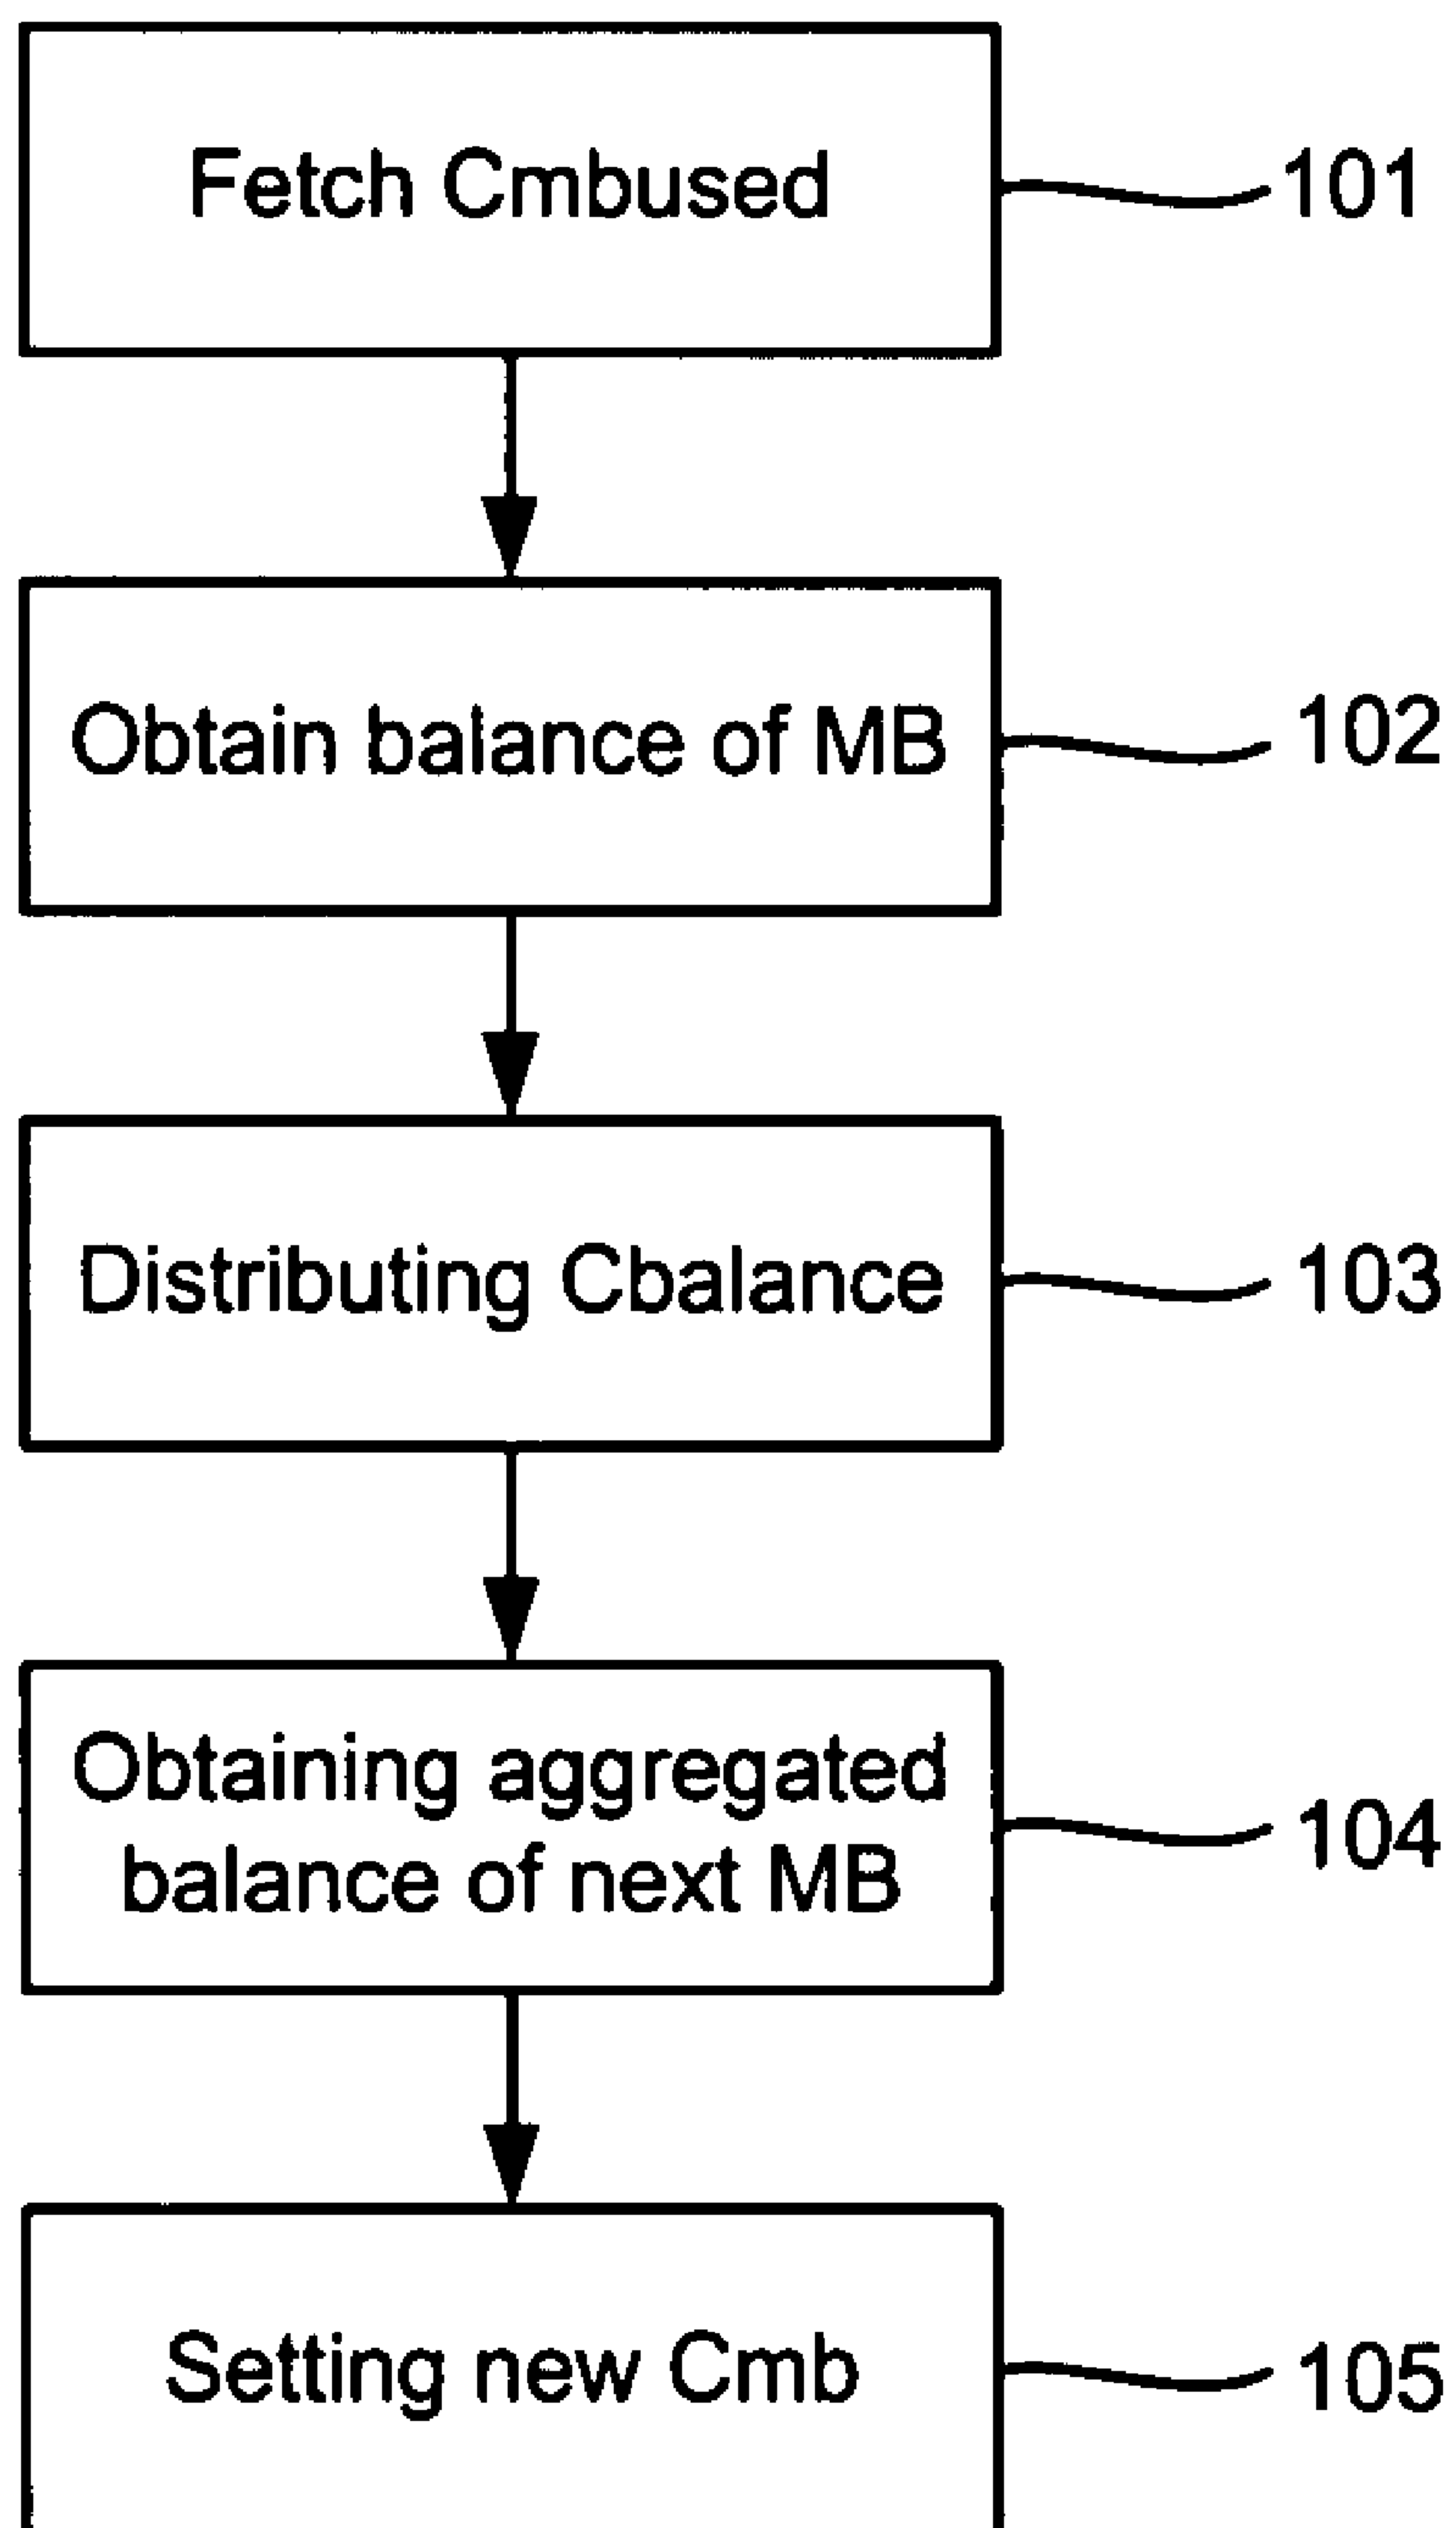 Fetch Cmbused
101
Obtain balance of MB
102
Distributing Cbalance
103
Obtaining aggregated
balance of next MB
104
Setting new Cmb
105